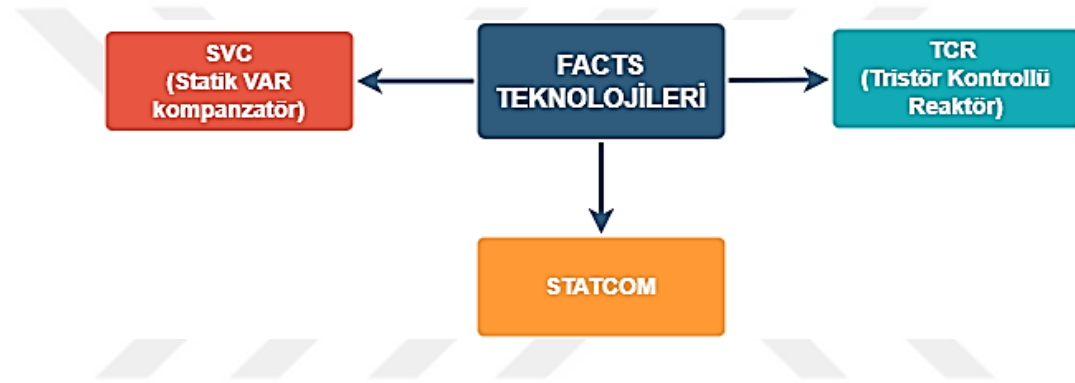 SVC
(Statik VAR
kompanzatör)
FACTS
TEKNOLOJİLERİ
TCR
(Tristör Kontrollü
Reaktör)
STATCOM